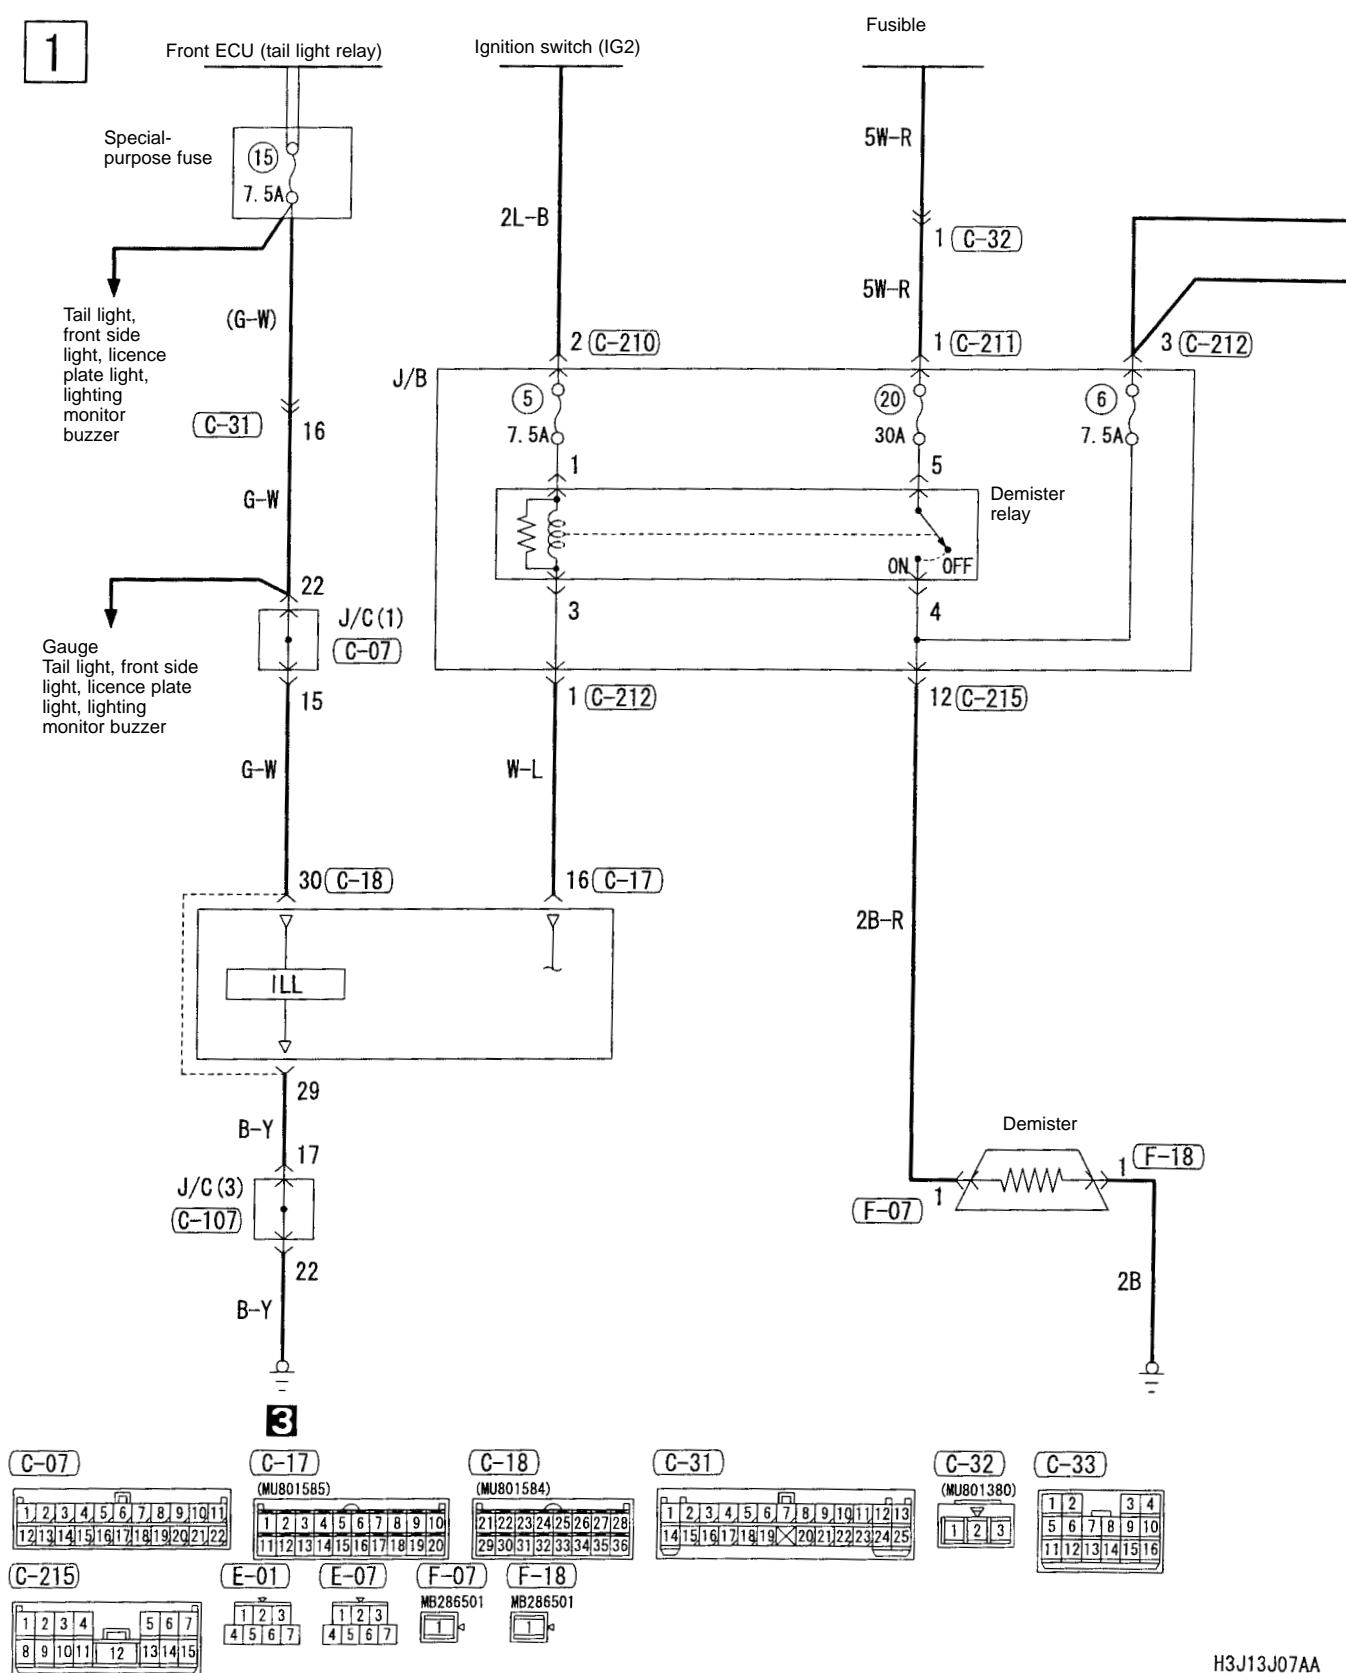 1
Front ECU (tail light relay)
Ignition switch (IG2)
Fusible
Special-
purpose fuse
15
7.5A
5W-R
2L-B
1 C-32
Tail light,
front side
light, licence
plate light,
lighting
monitor
buzzer
(G-W)
5W-R
2 C-210
1 C-211
3 C-212
J/B
5
7.5A
20
30A
6
7.5A
C-31
16
1
5
Demister
relay
G-W
ON
OFF
22
3
4
J/C(1)
C-07
Gauge
Tail light, front side
light, licence plate
light, lighting
monitor buzzer
15
1 C-212
12 C-215
G-W
W-L
30 C-18
16 C-17
2B-R
ILL
29
B-Y
17
Demister
1
F-18
J/C(3)
C-107
1
F-07
22
2B
B-Y
3
C-07
C-17
C-18
C-31
C-32
C-33
(MU801585)
(MU801584)
(MU801380)
1 2 3 4 5 6 7 8 9 10 11
12 13 14 15 16 17 18 19 20 21 22
1 2 3 4 5 6 7 8 9 10
11 12 13 14 15 16 17 18 19 20
21 22 23 24 25 26 27 28
29 30 31 32 33 34 35 36
1 2 3 4 5 6 7 8 9 10 11 12 13
14 15 16 17 18 19 20 21 22 23 24 25
1 2 3
1 2 3 4
5 6 7 8 9 10
11 12 13 14 15 16
C-215
E-01
E-07
F-07
F-18
MB286501
MB286501
1 2 3 4 5 6 7
8 9 10 11 12 13 14 15
1 2 3
4 5 6 7
1 2 3
4 5 6 7
1
1
H3J13J07AA